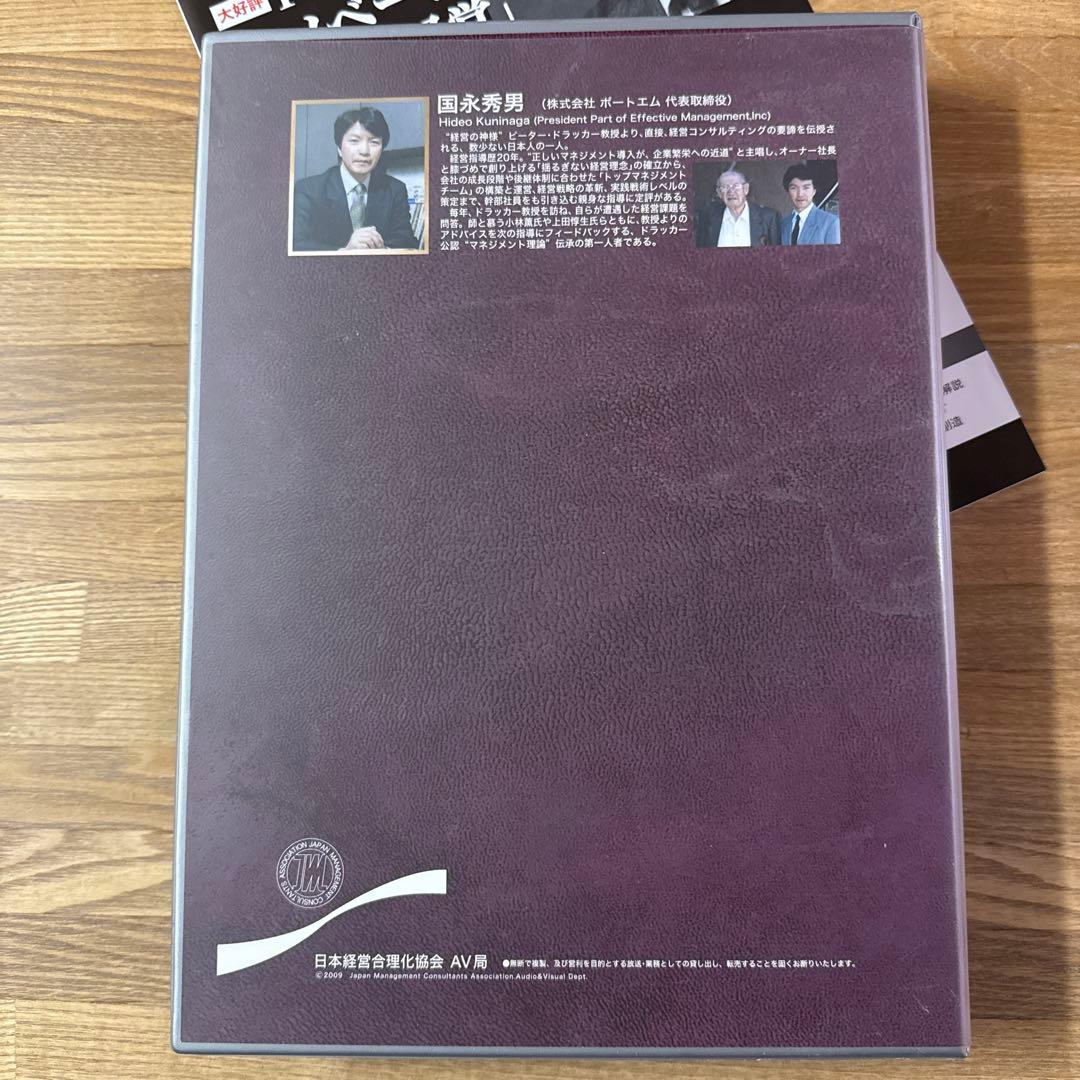 大好評
国永秀男 （株式会社 ポートエム 代表取締役）
Hideo Kuninaga (President Part of Effective Management,Inc)
“経営の神様” ピーター・ドラッカー教授より、直接、経営コンサルティングの要諦を伝授さ
れる、数少ない日本人の一人。
経営指導歴20年。“正しいマネジメント導入が、企業繁栄への近道” と主唱し、オーナー社長
と膝づめで創り上げる「揺るぎない経営理念」の確立から、
会社の成長段階や後継体制に合わせた「トップマネジメント
チーム」の構築と運営、経営戦略の革新、実践戦術レベルの
策定まで、幹部社員をも引き込む親身な指導に定評がある。
毎年、ドラッカー教授を訪ね、自らが遭遇した経営課題を
問答。師と慕う小林薫氏や上田惇生氏らともに、教授よりの
アドバイスを次の指導にフィードバックする、ドラッカー
公認 “マネジメント理論” 伝承の第一人者である。
解説
創造
JAPAN MANAGEMENT CONSULTANTS ASSOCIATION
JMC
日本経営合理化協会 AV局 ●無断で複製、及び営利を目的とする放送・業務としての貸し出し、転売することを固くお断りいたします。
©2009 Japan Management Consultants Association.Audio&Visual Dept.